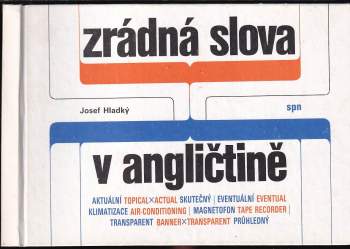 zrádná slova
Josef Hladký
spn
v angličtině
AKTUÁLNÍ TOPICAL×ACTUAL SKUTEČNÝ | EVENTUÁLNÍ EVENTUAL
KLIMATIZACE AIR-CONDITIONING | MAGNETOFON TAPE RECORDER |
TRANSPARENT BANNER×TRANSPARENT PRŮHLEDNÝ